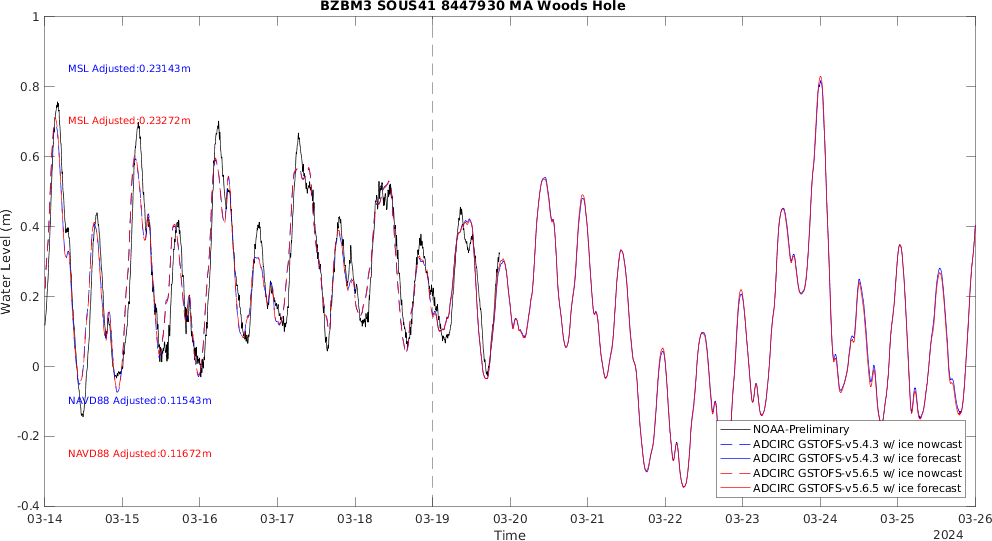 BZBM3 SOUS41 8447930 MA Woods Hole
Water Level (m)
1
0.8
0.6
0.4
0.2
0
-0.2
-0.4
MSL Adjusted:0.23143m
MSL Adjusted:0.23272m
NAVD88 Adjusted:0.11543m
NAVD88 Adjusted:0.11672m
NOAA-Preliminary
ADCIRC GSTOFS-v5.4.3 w/ ice nowcast
ADCIRC GSTOFS-v5.4.3 w/ ice forecast
ADCIRC GSTOFS-v5.6.5 w/ ice nowcast
ADCIRC GSTOFS-v5.6.5 w/ ice forecast
03-14 03-15 03-16 03-17 03-18 03-19 03-20 03-21 03-22 03-23 03-24 03-25 03-26
Time
2024